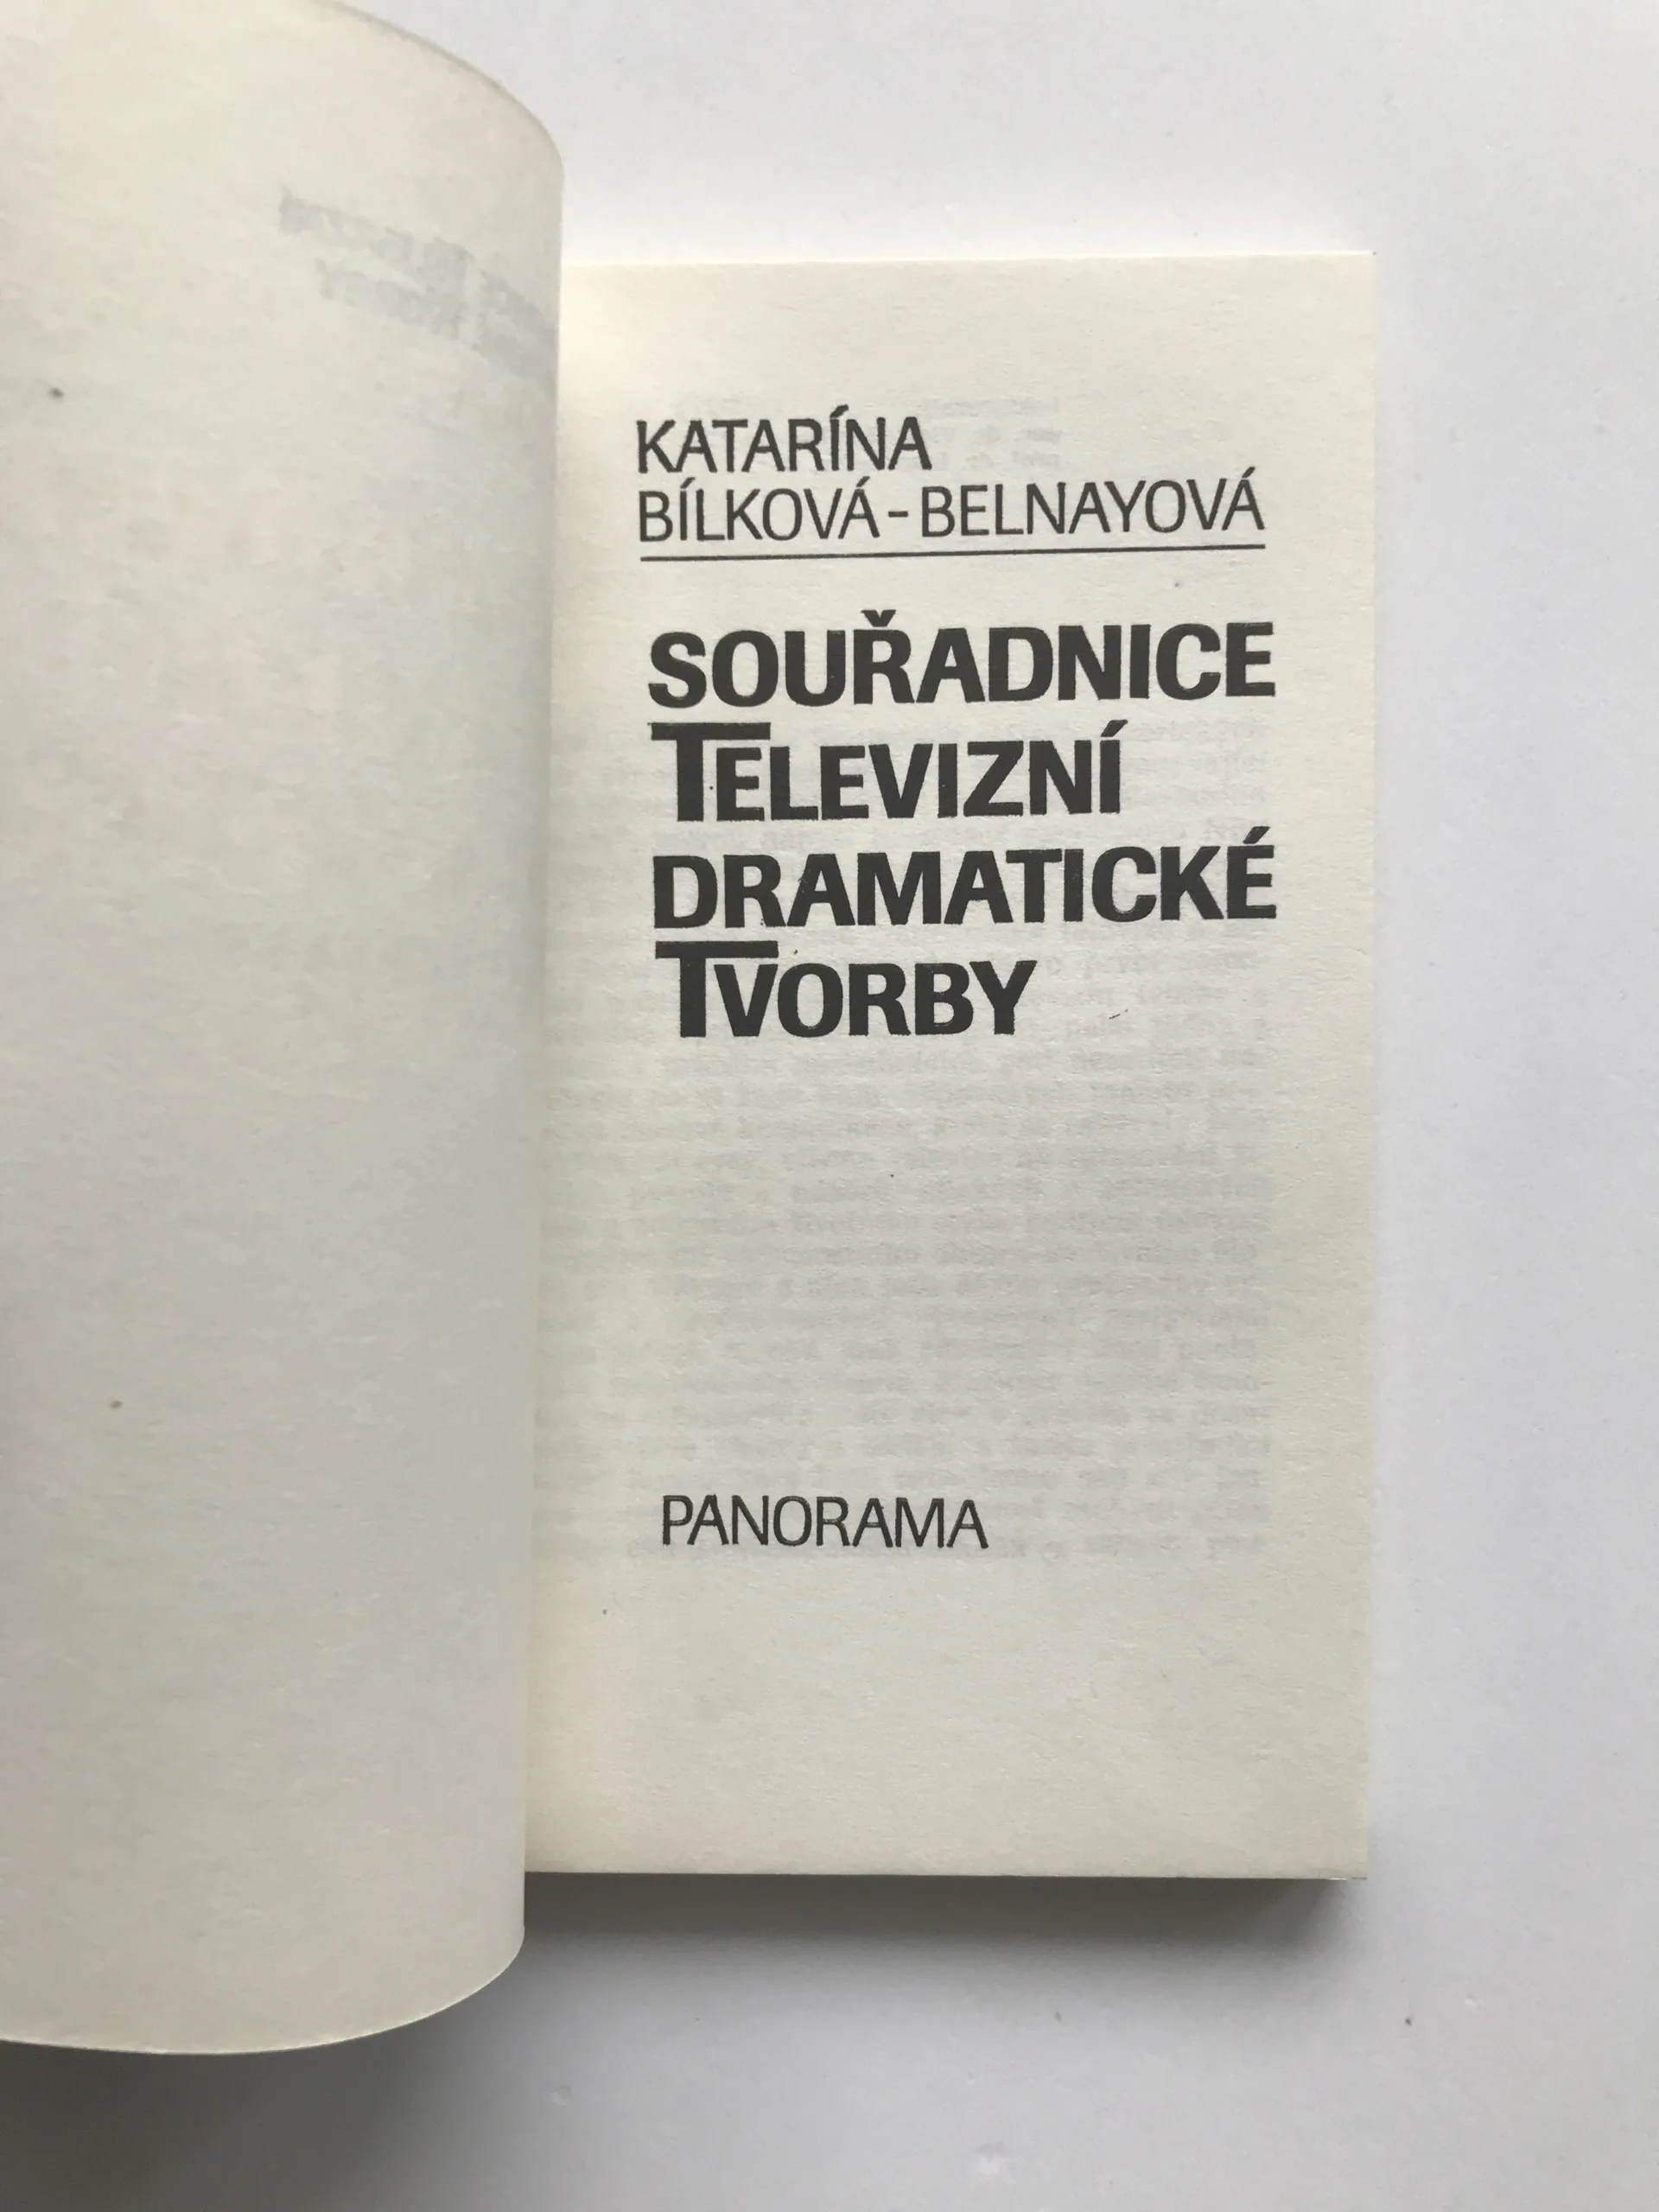 KATARÍNA
BÍLKOVÁ-BELNAYOVÁ
SOUŘADNICE
TELEVIZNÍ
DRAMATICKÉ
TVORBY
PANORAMA